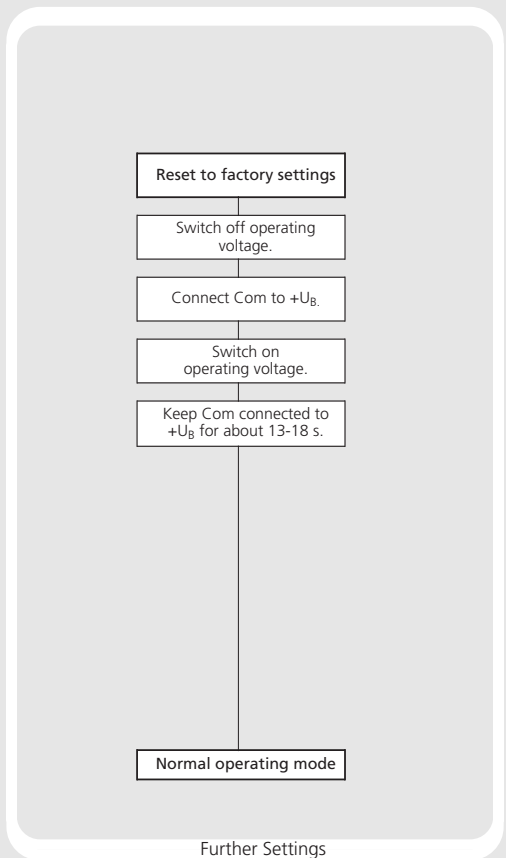 Reset to factory settings
Switch off operating
voltage.
Connect Com to +UB.
Switch on
operating voltage.
Keep Com connected to
+UB for about 13-18 s.
Normal operating mode
Further Settings